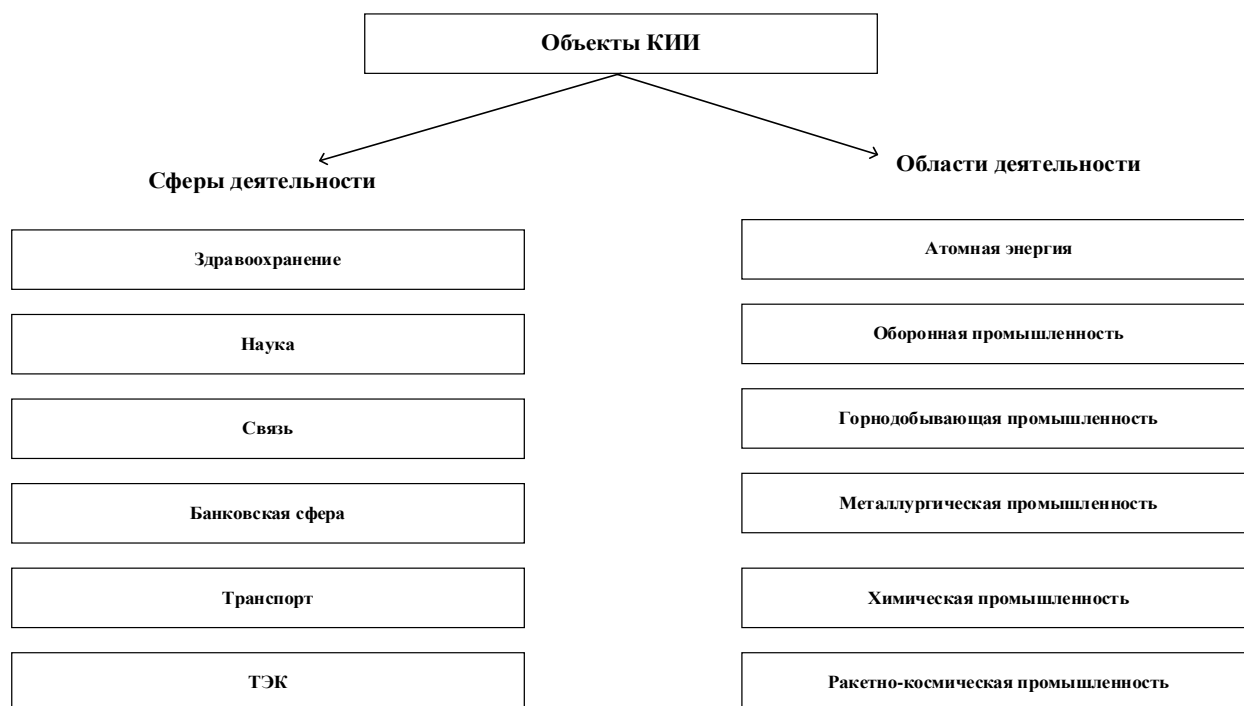 Объекты КИИ
Сферы деятельности
Здравоохранение
Наука
Связь
Банковская сфера
Транспорт
ТЭК
Области деятельности
Атомная энергия
Оборонная промышленность
Горнодобывающая промышленность
Металлургическая промышленность
Химическая промышленность
Ракетно-космическая промышленность